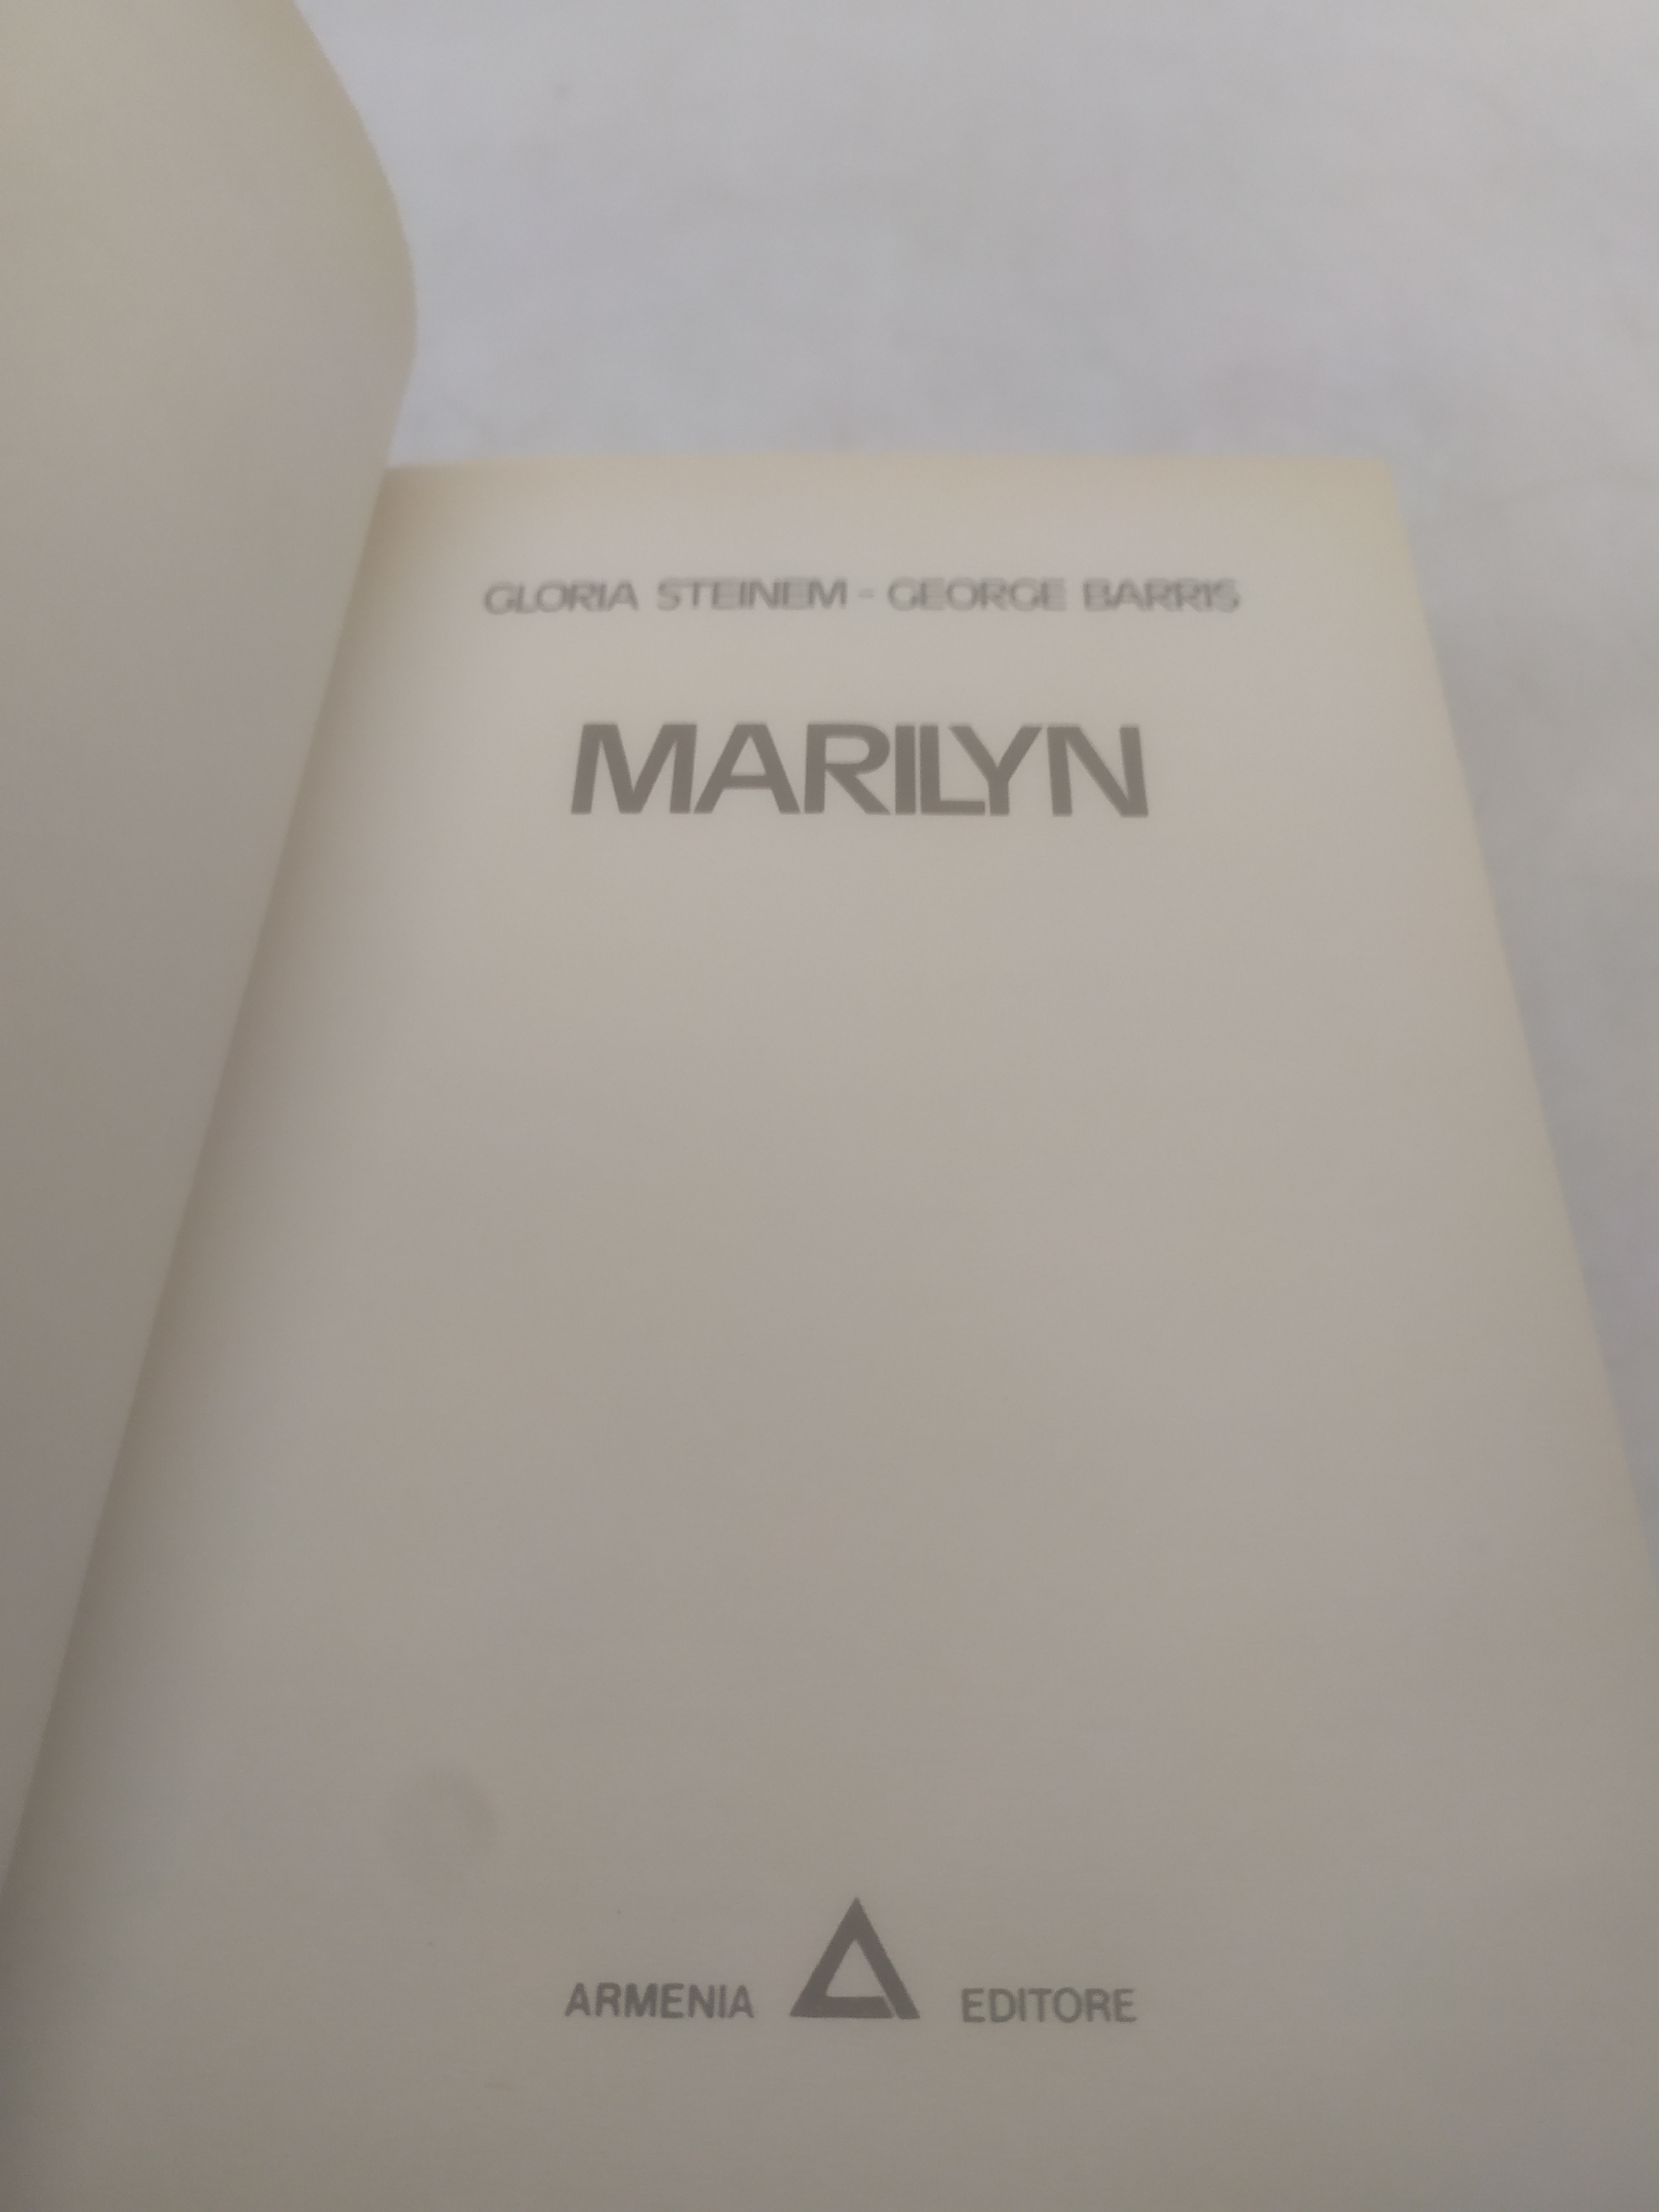 GLORIA STEINEM - GEORGE BARRIS
MARILYN
ARMENIA EDITORE